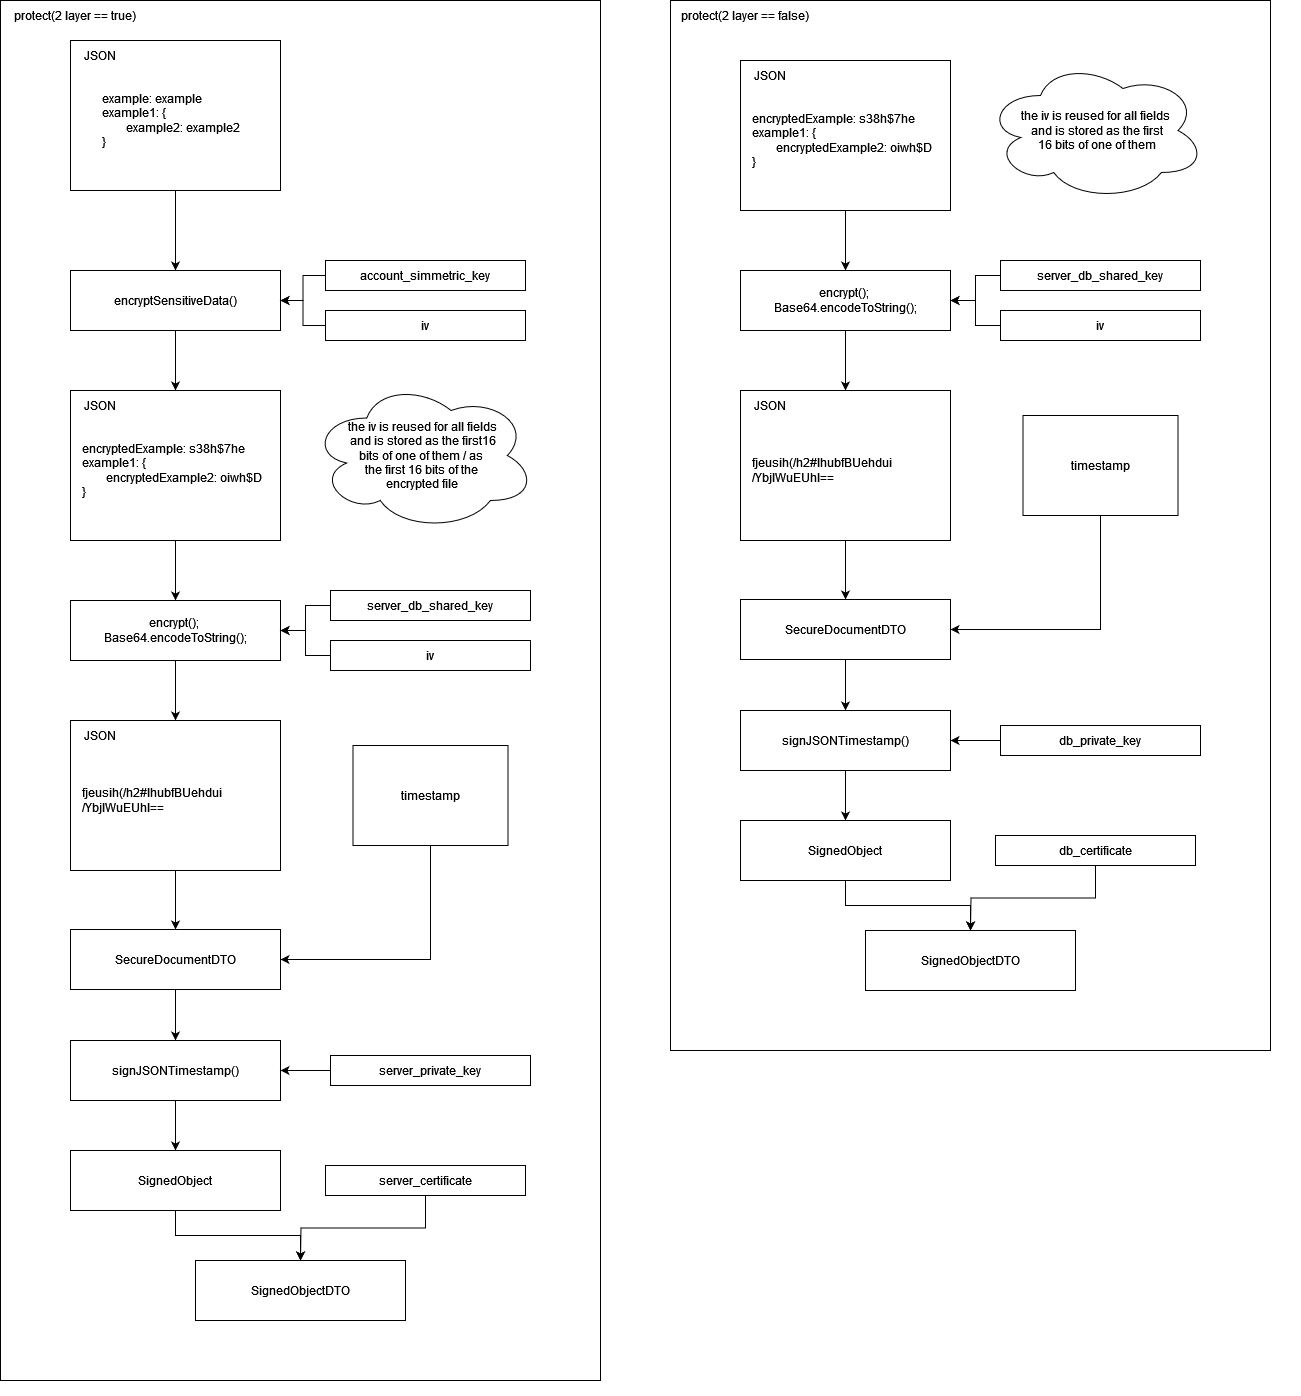 protect(2 layer == true)
JSON
example: example
example1: {
example2: example2
}
encryptSensitiveData()
account_simmetric_key
iv
JSON
encryptedExample: s38h$7he
example1: {
encryptedExample2: oiwh$D
}
the iv is reused for all fields
and is stored as the first16
bits of one of them / as
the first 16 bits of the
encrypted file
encrypt();
Base64.encodeToString();
server_db_shared_key
iv
JSON
fjeusih(/h2#IhubfBUehdui
/YbjIWuEUhI==
timestamp
SecureDocumentDTO
signJSONTimestamp()
server_private_key
SignedObject
server_certificate
SignedObjectDTO
protect(2 layer == false)
JSON
encryptedExample: s38h$7he
example1: {
encryptedExample2: oiwh$D
}
the iv is reused for all fields
and is stored as the first
16 bits of one of them
encrypt();
Base64.encodeToString();
server_db_shared_key
iv
JSON
fjeusih(/h2#IhubfBUehdui
/YbjIWuEUhI==
timestamp
SecureDocumentDTO
signJSONTimestamp()
db_private_key
SignedObject
db_certificate
SignedObjectDTO